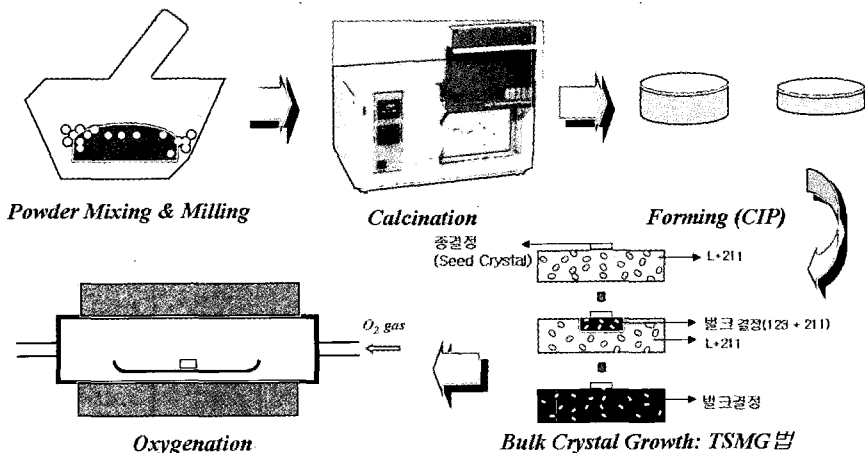 Powder Mixing & Milling
Calcination
Forming (CIP)
종결정
(Seed Crystal)
L+211
벌크 결정(123 + 211)
L+211
벌크결정
O2 gas
Oxygenation
Bulk Crystal Growth: TSMG법